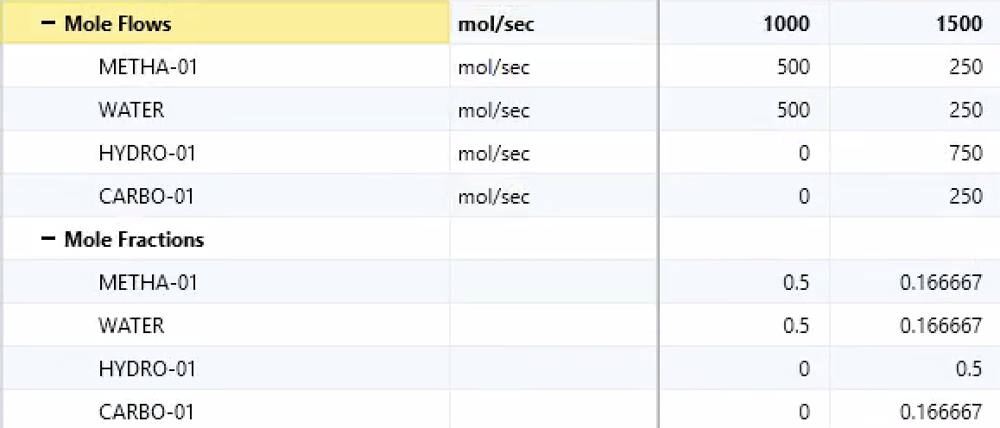 − Mole Flows mol/sec 1000 1500
METHA-01 mol/sec 500 250
WATER mol/sec 500 250
HYDRO-01 mol/sec 0 750
CARBO-01 mol/sec 0 250
− Mole Fractions
METHA-01 0.5 0.166667
WATER 0.5 0.166667
HYDRO-01 0 0.5
CARBO-01 0 0.166667